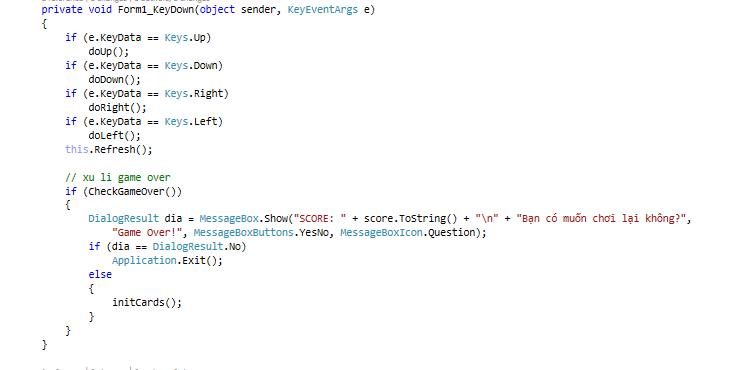 private void Form1_KeyDown(object sender, KeyEventArgs e)
{
    if (e.KeyData == Keys.Up)
        doUp();
    if (e.KeyData == Keys.Down)
        doDown();
    if (e.KeyData == Keys.Right)
        doRight();
    if (e.KeyData == Keys.Left)
        doLeft();
    this.Refresh();

    // xu li game over
    if (CheckGameOver())
    {
        DialogResult dia = MessageBox.Show("SCORE: " + score.ToString() + "\n" + "Bạn có muốn chơi lại không?",
            "Game Over!", MessageBoxButtons.YesNo, MessageBoxIcon.Question);
        if (dia == DialogResult.No)
            Application.Exit();
        else
        {
            initCards();
        }
    }
}